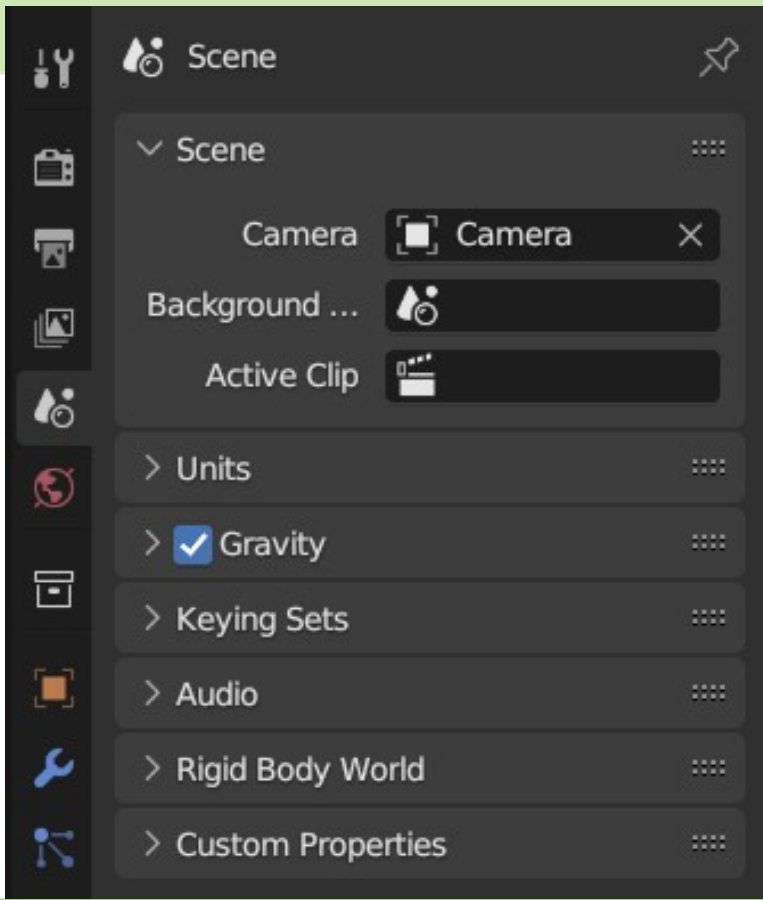 Scene
Scene
Camera Camera
Background ...
Active Clip
Units
Gravity
Keying Sets
Audio
Rigid Body World
Custom Properties